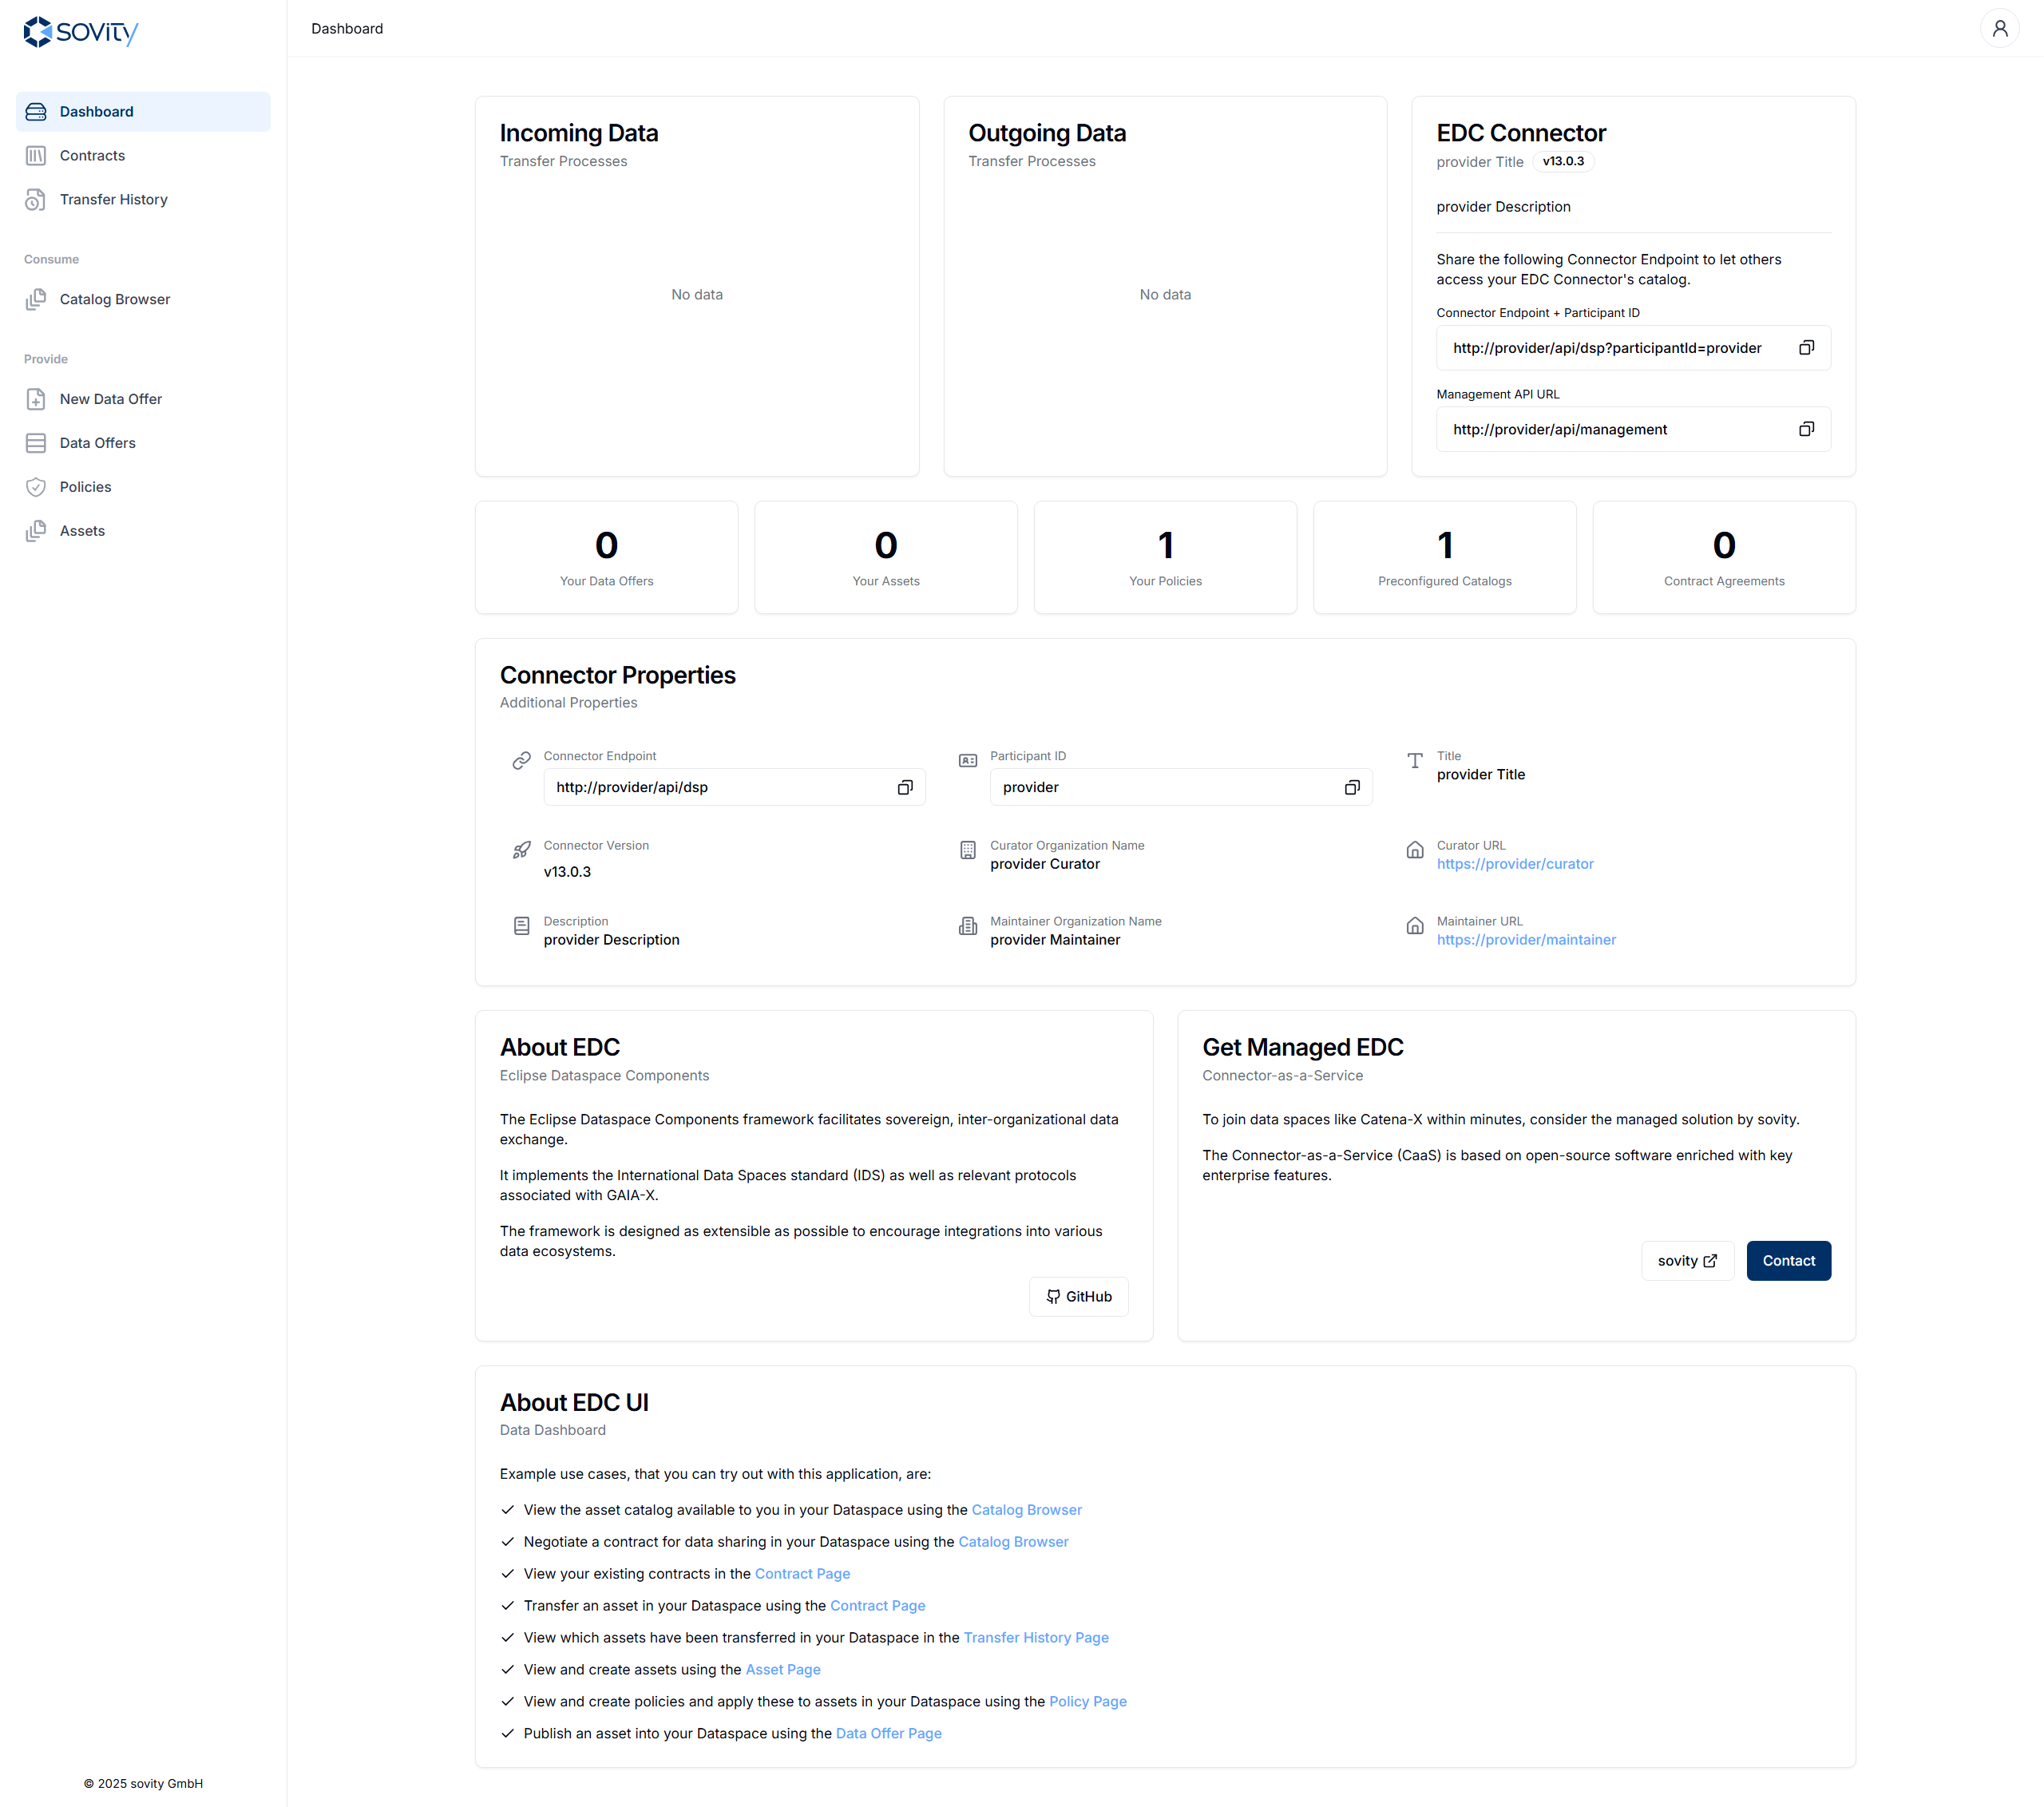 sovity
Dashboard
Dashboard
Contracts
Transfer History
Consume
Catalog Browser
Provide
New Data Offer
Data Offers
Policies
Assets
© 2025 sovity GmbH
Incoming Data
Transfer Processes
No data
Outgoing Data
Transfer Processes
No data
EDC Connector
provider Title v13.0.3
provider Description
Share the following Connector Endpoint to let others
access your EDC Connector's catalog.
Connector Endpoint + Participant ID
http://provider/api/dsp?participantId=provider
Management API URL
http://provider/api/management
0
Your Data Offers
0
Your Assets
1
Your Policies
1
Preconfigured Catalogs
0
Contract Agreements
Connector Properties
Additional Properties
Connector Endpoint
http://provider/api/dsp
Participant ID
provider
Title
provider Title
Connector Version
v13.0.3
Curator Organization Name
provider Curator
Curator URL
https://provider/curator
Description
provider Description
Maintainer Organization Name
provider Maintainer
Maintainer URL
https://provider/maintainer
About EDC
Eclipse Dataspace Components
The Eclipse Dataspace Components framework facilitates sovereign, inter-organizational data
exchange.
It implements the International Data Spaces standard (IDS) as well as relevant protocols
associated with GAIA-X.
The framework is designed as extensible as possible to encourage integrations into various
data ecosystems.
GitHub
Get Managed EDC
Connector-as-a-Service
To join data spaces like Catena-X within minutes, consider the managed solution by sovity.
The Connector-as-a-Service (CaaS) is based on open-source software enriched with key
enterprise features.
sovity
Contact
About EDC UI
Data Dashboard
Example use cases, that you can try out with this application, are:
View the asset catalog available to you in your Dataspace using the Catalog Browser
Negotiate a contract for data sharing in your Dataspace using the Catalog Browser
View your existing contracts in the Contract Page
Transfer an asset in your Dataspace using the Contract Page
View which assets have been transferred in your Dataspace in the Transfer History Page
View and create assets using the Asset Page
View and create policies and apply these to assets in your Dataspace using the Policy Page
Publish an asset into your Dataspace using the Data Offer Page